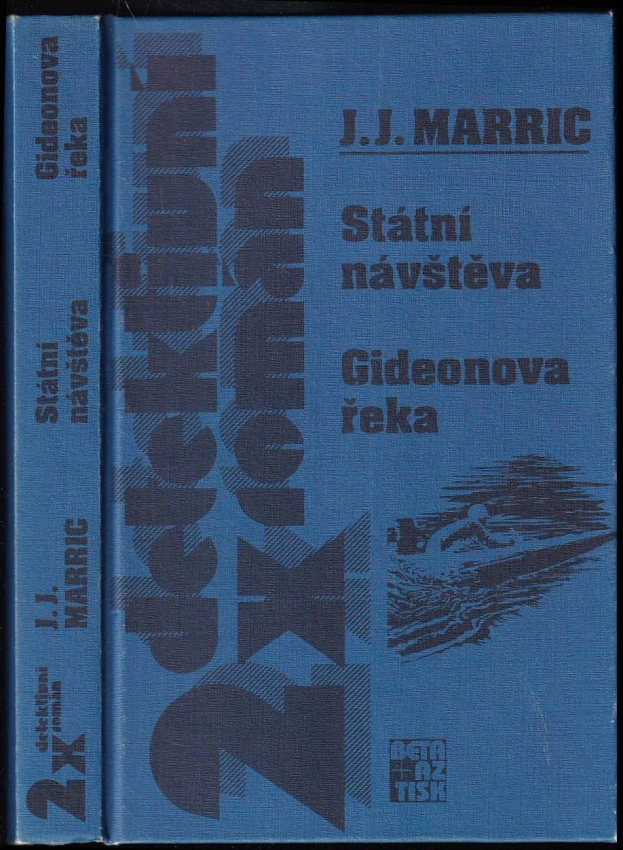 Gideonova
řeka
Státní
návštěva
J.J.
MARRIC
detektivní
román
2x
2x detektivní
román
J.J. MARRIC
Státní
návštěva
Gideonova
řeka
BETA
+ AZ
TISK